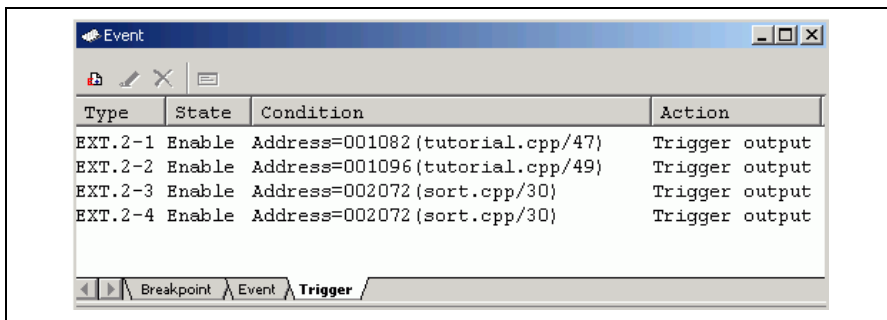 Event
Type State Condition Action
EXT.2-1 Enable Address=001082(tutorial.cpp/47) Trigger output
EXT.2-2 Enable Address=001096(tutorial.cpp/49) Trigger output
EXT.2-3 Enable Address=002072(sort.cpp/30) Trigger output
EXT.2-4 Enable Address=002072(sort.cpp/30) Trigger output
Breakpoint Event Trigger